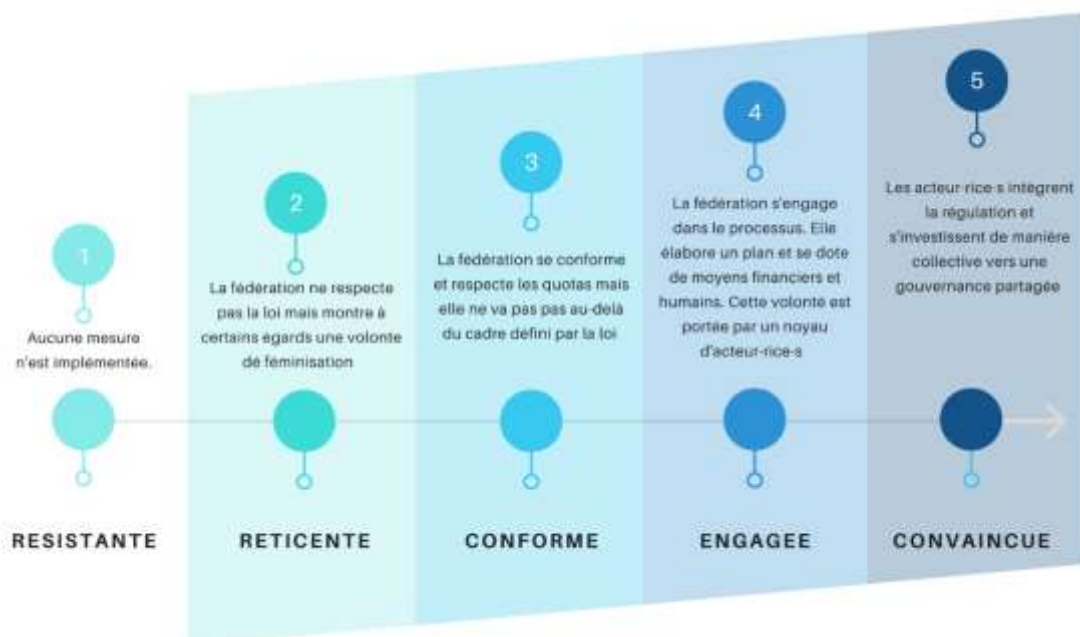 1
Aucune mesure
n'est implémentée.
RESISTANTE
2
La fédération ne respecte
pas la loi mais montre à
certains égards une volonté
de féminisation
RETICENTE
3
La fédération se conforme
et respecte les quotas mais
elle ne va pas pas au-delà
du cadre défini par la loi
CONFORME
4
La fédération s'engage
dans le processus. Elle
élabore un plan et se dote
de moyens financiers et
humains. Cette volonté est
portée par un noyau
d'acteur-rice-s
ENGAGEE
5
Les acteur·rice·s intègrent
la régulation et
s'investissent de manière
collective vers une
gouvernance partagée
CONVAINCUE